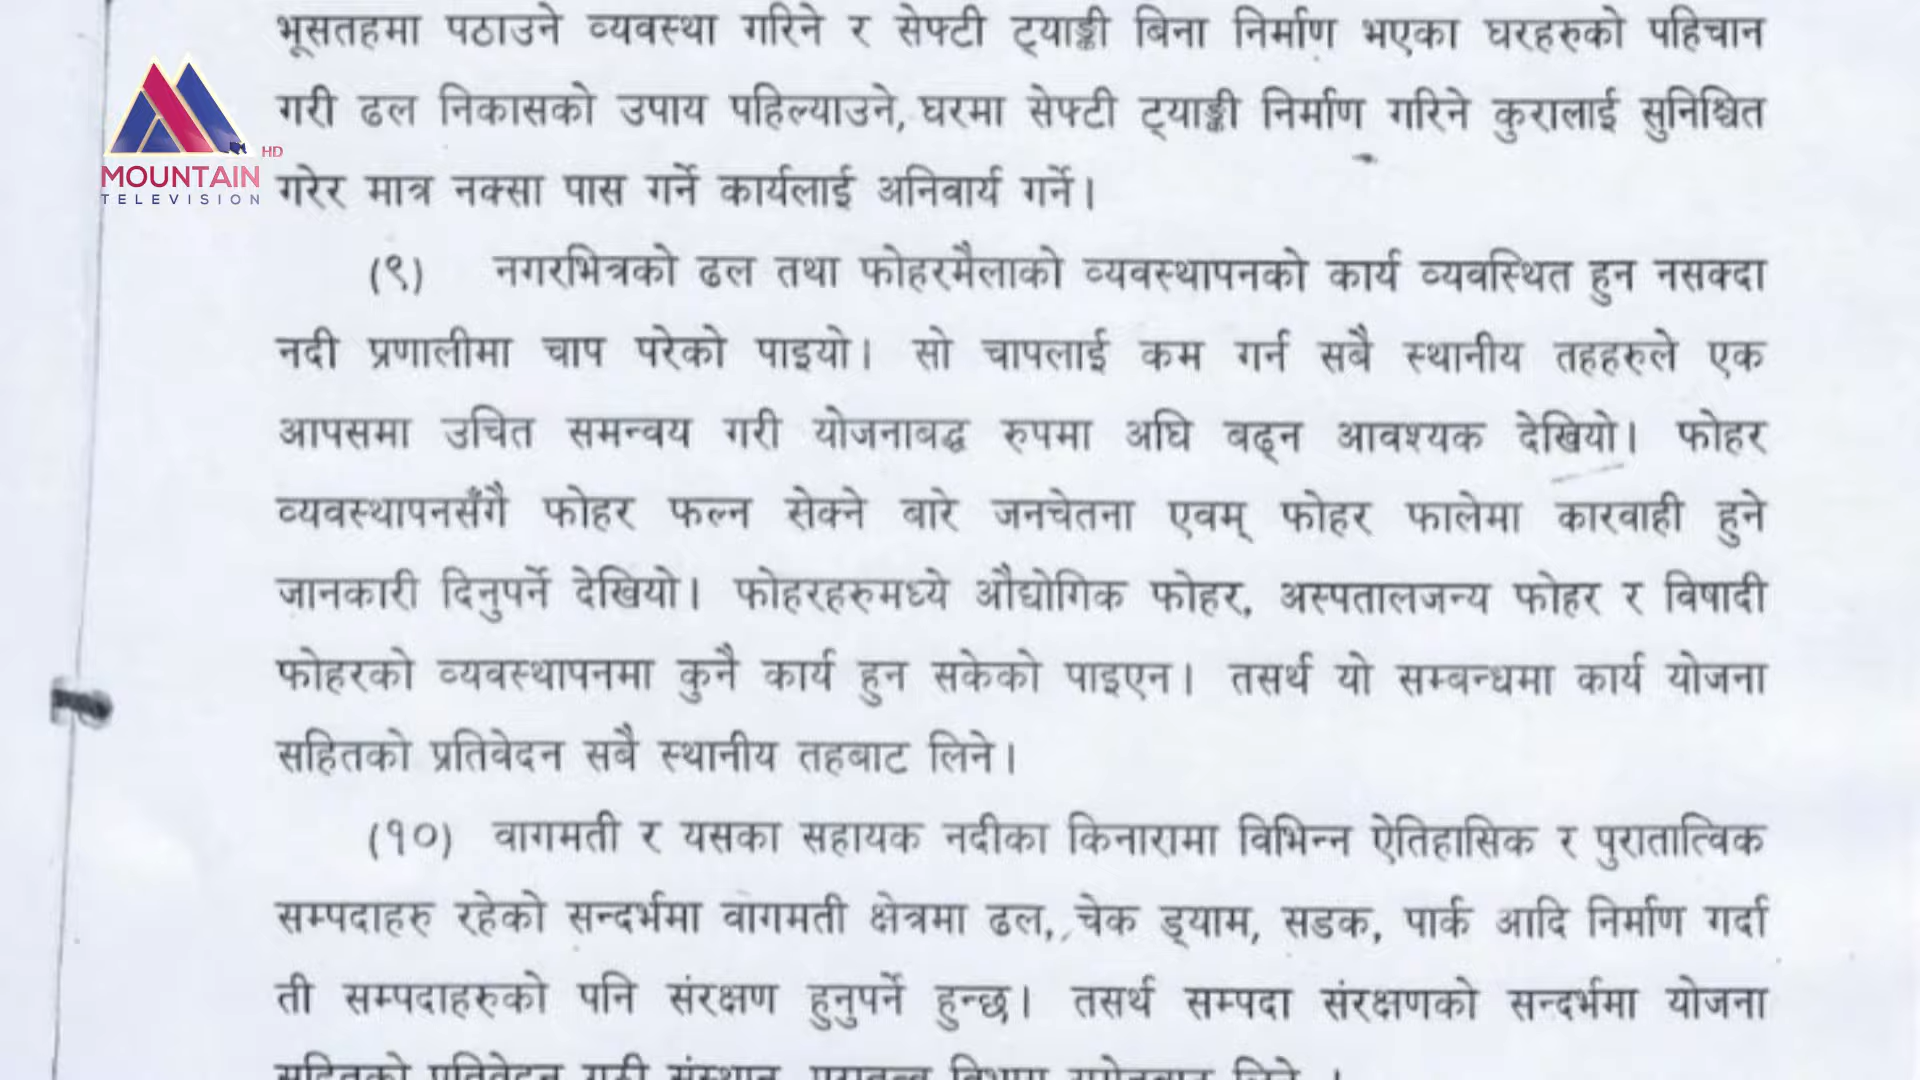 भूसतहमा पठाउने व्यवस्था गरिने र सेफ्टी ट्याङ्की बिना निर्माण भएका घरहरुको पहिचान
गरी ढल निकासको उपाय पहिल्याउने, घरमा सेफ्टी ट्याङ्की निर्माण गरिने कुरालाई सुनिश्चित
गरेर मात्र नक्सा पास गर्ने कार्यलाई अनिवार्य गर्ने।
HD
MOUNTAIN
TELEVISION
(९) नगरभित्रको ढल तथा फोहरमैलाको व्यवस्थापनको कार्य व्यवस्थित हुन नसक्दा
नदी प्रणालीमा चाप परेको पाइयो। सो चापलाई कम गर्न सबै स्थानीय तहहरुले एक
आपसमा उचित समन्वय गरी योजनाबद्ध रुपमा अघि बढ्न आवश्यक देखियो। फोहर
व्यवस्थापनसँगै फोहर फल्न सेक्ने बारे जनचेतना एवम् फोहर फालेमा कारवाही हुने
जानकारी दिनुपर्ने देखियो। फोहरहरुमध्ये औद्योगिक फोहर, अस्पतालजन्य फोहर र विषादी
फोहरको व्यवस्थापनमा कुनै कार्य हुन सकेको पाइएन। तसर्थ यो सम्बन्धमा कार्य योजना
सहितको प्रतिवेदन सबै स्थानीय तहबाट लिने।
(१०) वागमती र यसका सहायक नदीका किनारामा विभिन्न ऐतिहासिक र पुरातात्विक
सम्पदाहरु रहेको सन्दर्भमा वागमती क्षेत्रमा ढल, चेक ड्याम, सडक, पार्क आदि निर्माण गर्दा
ती सम्पदाहरुको पनि संरक्षण हुनुपर्ने हुन्छ। तसर्थ सम्पदा संरक्षणको सन्दर्भमा योजना
सहितको प्रतिवेदन